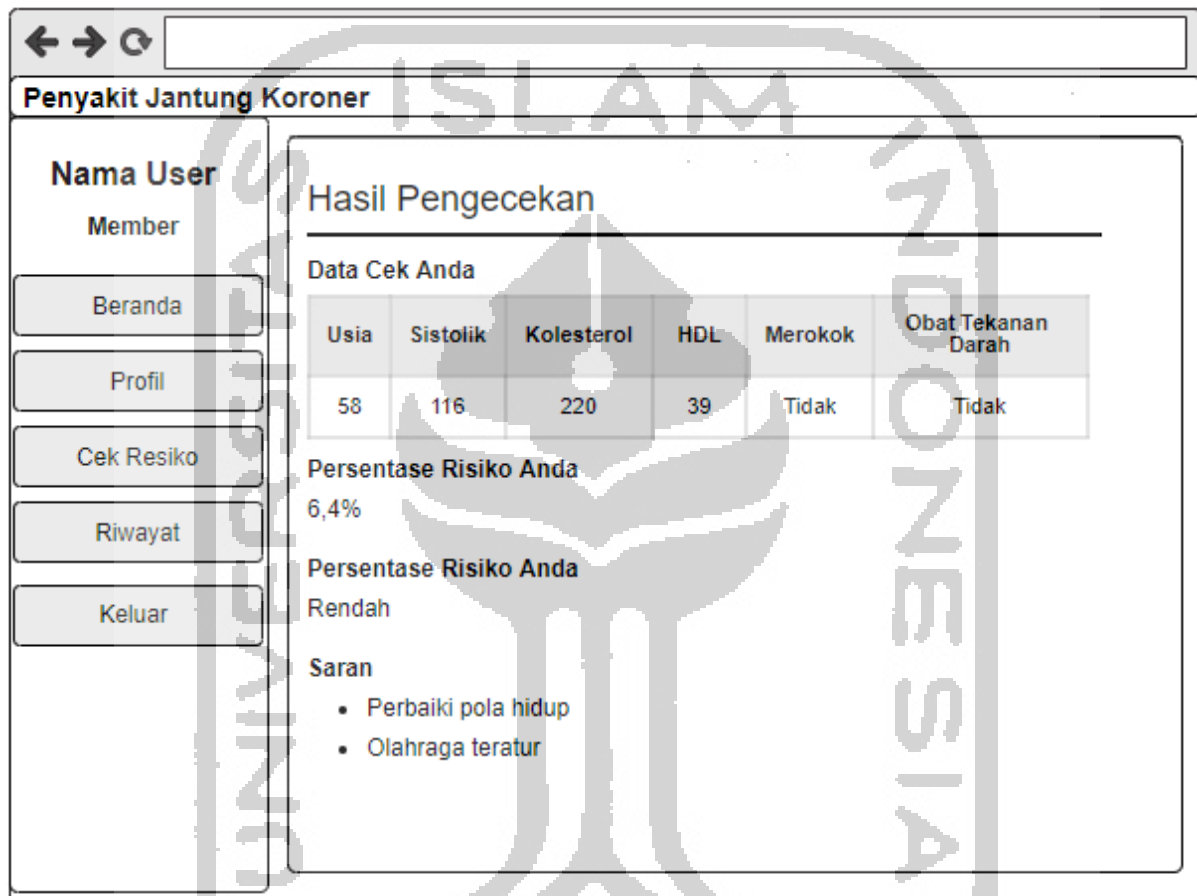 Penyakit Jantung Koroner
Nama User
Member
Beranda
Profil
Cek Resiko
Riwayat
Keluar
Hasil Pengecekan
Data Cek Anda
Usia Sistolik Kolesterol HDL Merokok Obat Tekanan
Darah
58 116 220 39 Tidak Tidak
Persentase Risiko Anda
6,4%
Persentase Risiko Anda
Rendah
Saran
• Perbaiki pola hidup
• Olahraga teratur
ISLAM
INDONESIA